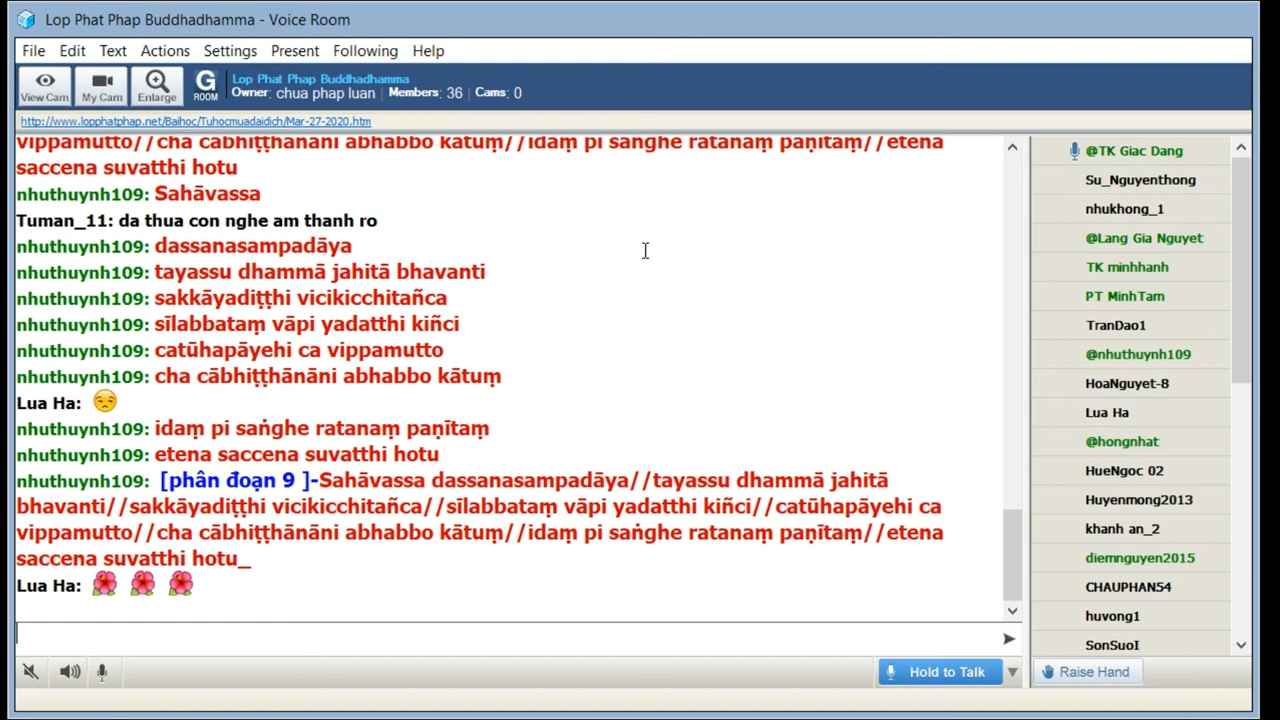 Lop Phat Phap Buddhadhamma - Voice Room
File Edit Text Actions Settings Present Following Help
View Cam My Cam Enlarge G ROOM Lop Phat Phap Buddhadhamma
Owner: chua phap luan | Members: 36 | Cams: 0
http://www.lopphatphap.net/Baihoc/Tuhocmuadaidich/Mar-27-2020.htm
vippamutto//cha cābhiṭṭhānāni abhabbo kātuṃ//idaṃ pi saṅghe ratanaṃ paṇītaṃ//etena
saccena suvatthi hotu
nhuthuynh109: Sahāvassa
Tuman_11: da thua con nghe am thanh ro
nhuthuynh109: dassanasampadāya
nhuthuynh109: tayassu dhammā jahitā bhavanti
nhuthuynh109: sakkāyadiṭṭhi vicikicchitañca
nhuthuynh109: sīlabbataṃ vāpi yadatthi kiñci
nhuthuynh109: catūhapāyehi ca vippamutto
nhuthuynh109: cha cābhiṭṭhānāni abhabbo kātuṃ
Lua Ha:
nhuthuynh109: idaṃ pi saṅghe ratanaṃ paṇītaṃ
nhuthuynh109: etena saccena suvatthi hotu
nhuthuynh109: [phân đoạn 9 ]-Sahāvassa dassanasampadāya//tayassu dhammā jahitā
bhavanti//sakkāyadiṭṭhi vicikicchitañca//sīlabbataṃ vāpi yadatthi kiñci//catūhapāyehi ca
vippamutto//cha cābhiṭṭhānāni abhabbo kātuṃ//idaṃ pi saṅghe ratanaṃ paṇītaṃ//etena
saccena suvatthi hotu_
Lua Ha:
@TK Giac Dang
Su_Nguyenthong
nhukhong_1
@Lang Gia Nguyet
TK minhhanh
PT MinhTam
TranDao1
@nhuthuynh109
HoaNguyet-8
Lua Ha
@hongnhat
HueNgoc 02
Huyenmong2013
khanh an_2
diemnguyen2015
CHAUPHAN54
huvong1
SonSuoI
Hold to Talk
Raise Hand